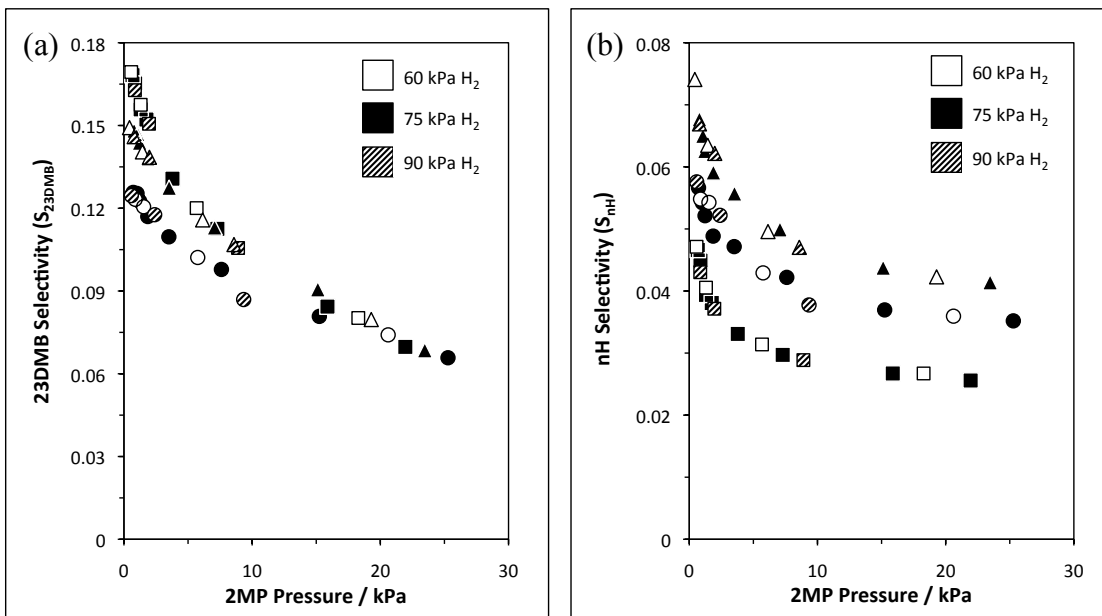 (a)
0.18
0.15
0.12
0.09
0.06
0.03
0
0
10
20
30
23DMB Selectivity (S₂₃DMB)
2MP Pressure / kPa
60 kPa H₂
75 kPa H₂
90 kPa H₂
(b)
0.08
0.06
0.04
0.02
0
0
10
20
30
nH Selectivity (SnH)
2MP Pressure / kPa
60 kPa H₂
75 kPa H₂
90 kPa H₂